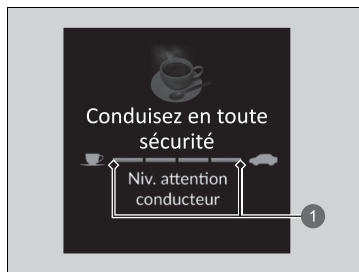 Conduisez en toute
sécurité
Niv. attention
conducteur
1